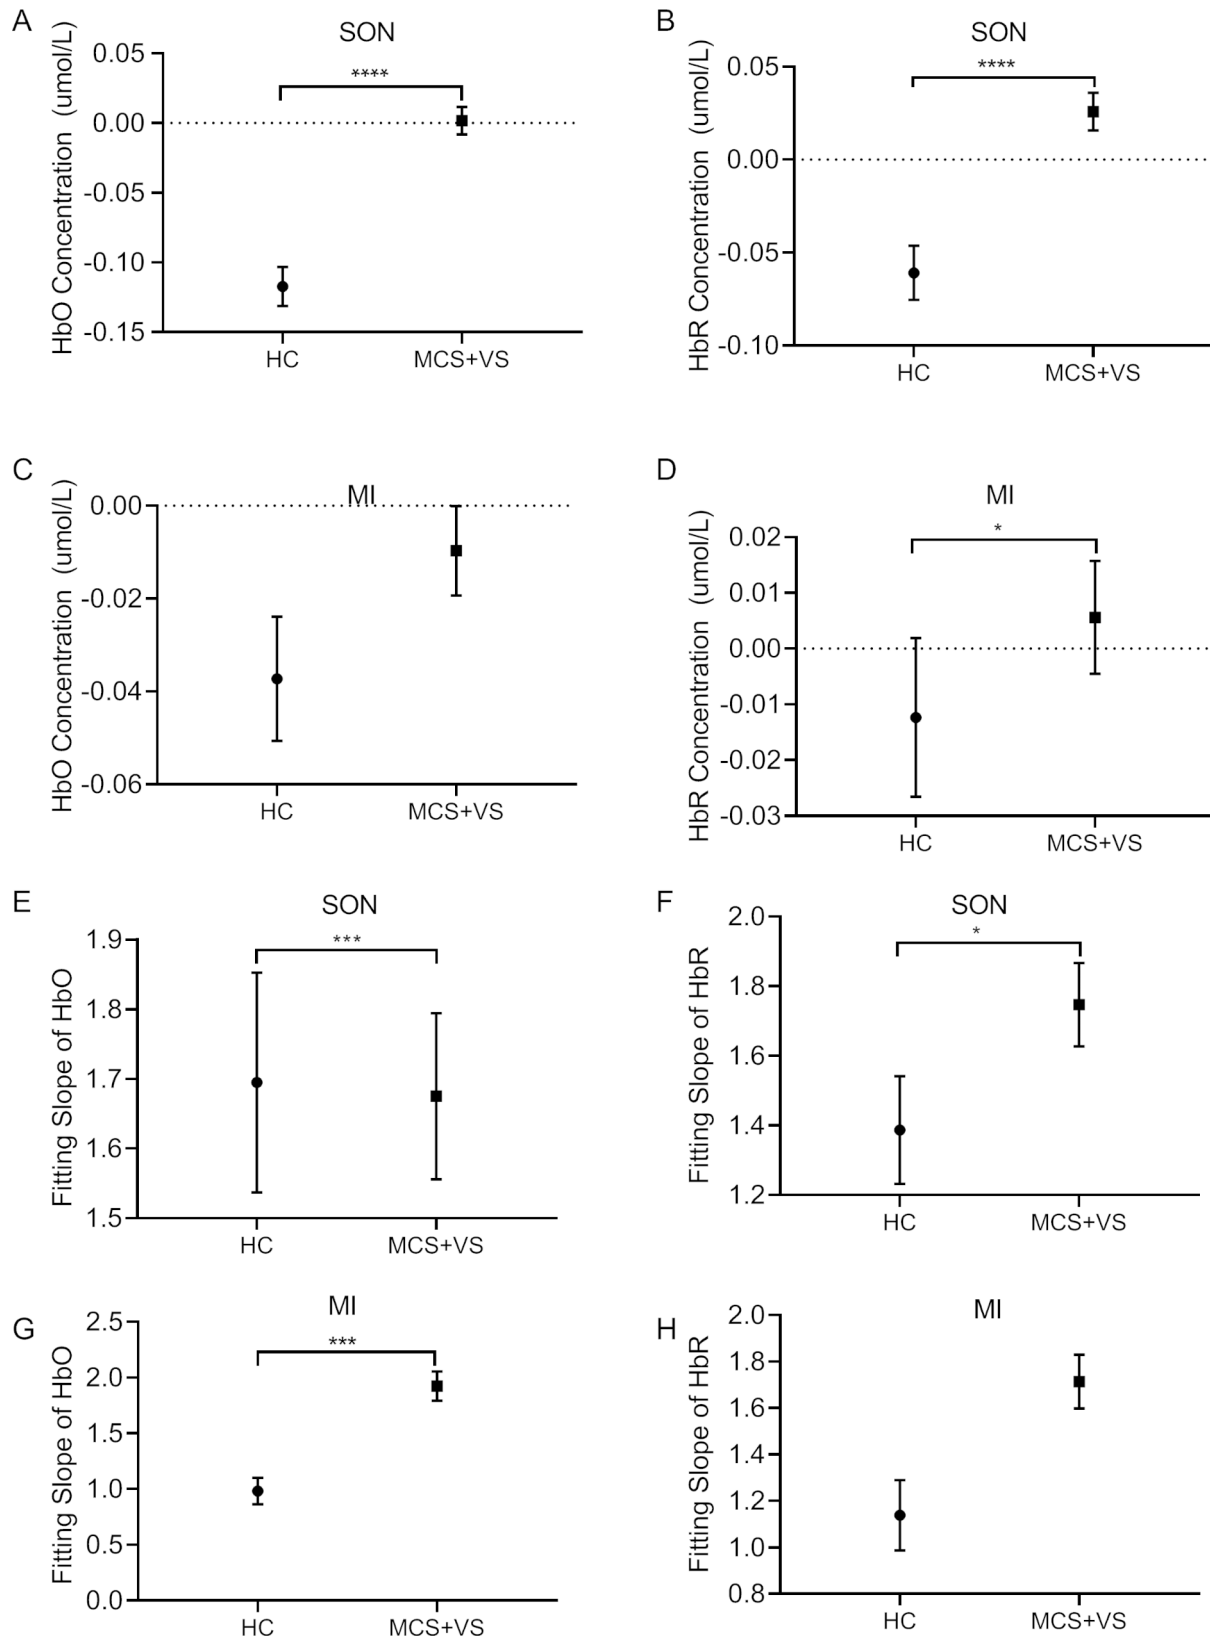 A
SON
HbO Concentration (umol/L)
0.05
0.00
-0.05
-0.10
-0.15
****
HC
MCS+VS
B
SON
HbR Concentration (umol/L)
0.05
0.00
-0.05
-0.10
****
HC
MCS+VS
C
MI
HbO Concentration (umol/L)
0.00
-0.02
-0.04
-0.06
HC
MCS+VS
D
MI
HbR Concentration (umol/L)
0.02
0.01
0.00
-0.01
-0.02
-0.03
*
HC
MCS+VS
E
SON
Fitting Slope of HbO
1.9
1.8
1.7
1.6
1.5
***
HC
MCS+VS
F
SON
Fitting Slope of HbR
2.0
1.8
1.6
1.4
1.2
*
HC
MCS+VS
G
MI
Fitting Slope of HbO
2.5
2.0
1.5
1.0
0.5
0.0
***
HC
MCS+VS
H
MI
Fitting Slope of HbR
2.0
1.8
1.6
1.4
1.2
1.0
0.8
HC
MCS+VS